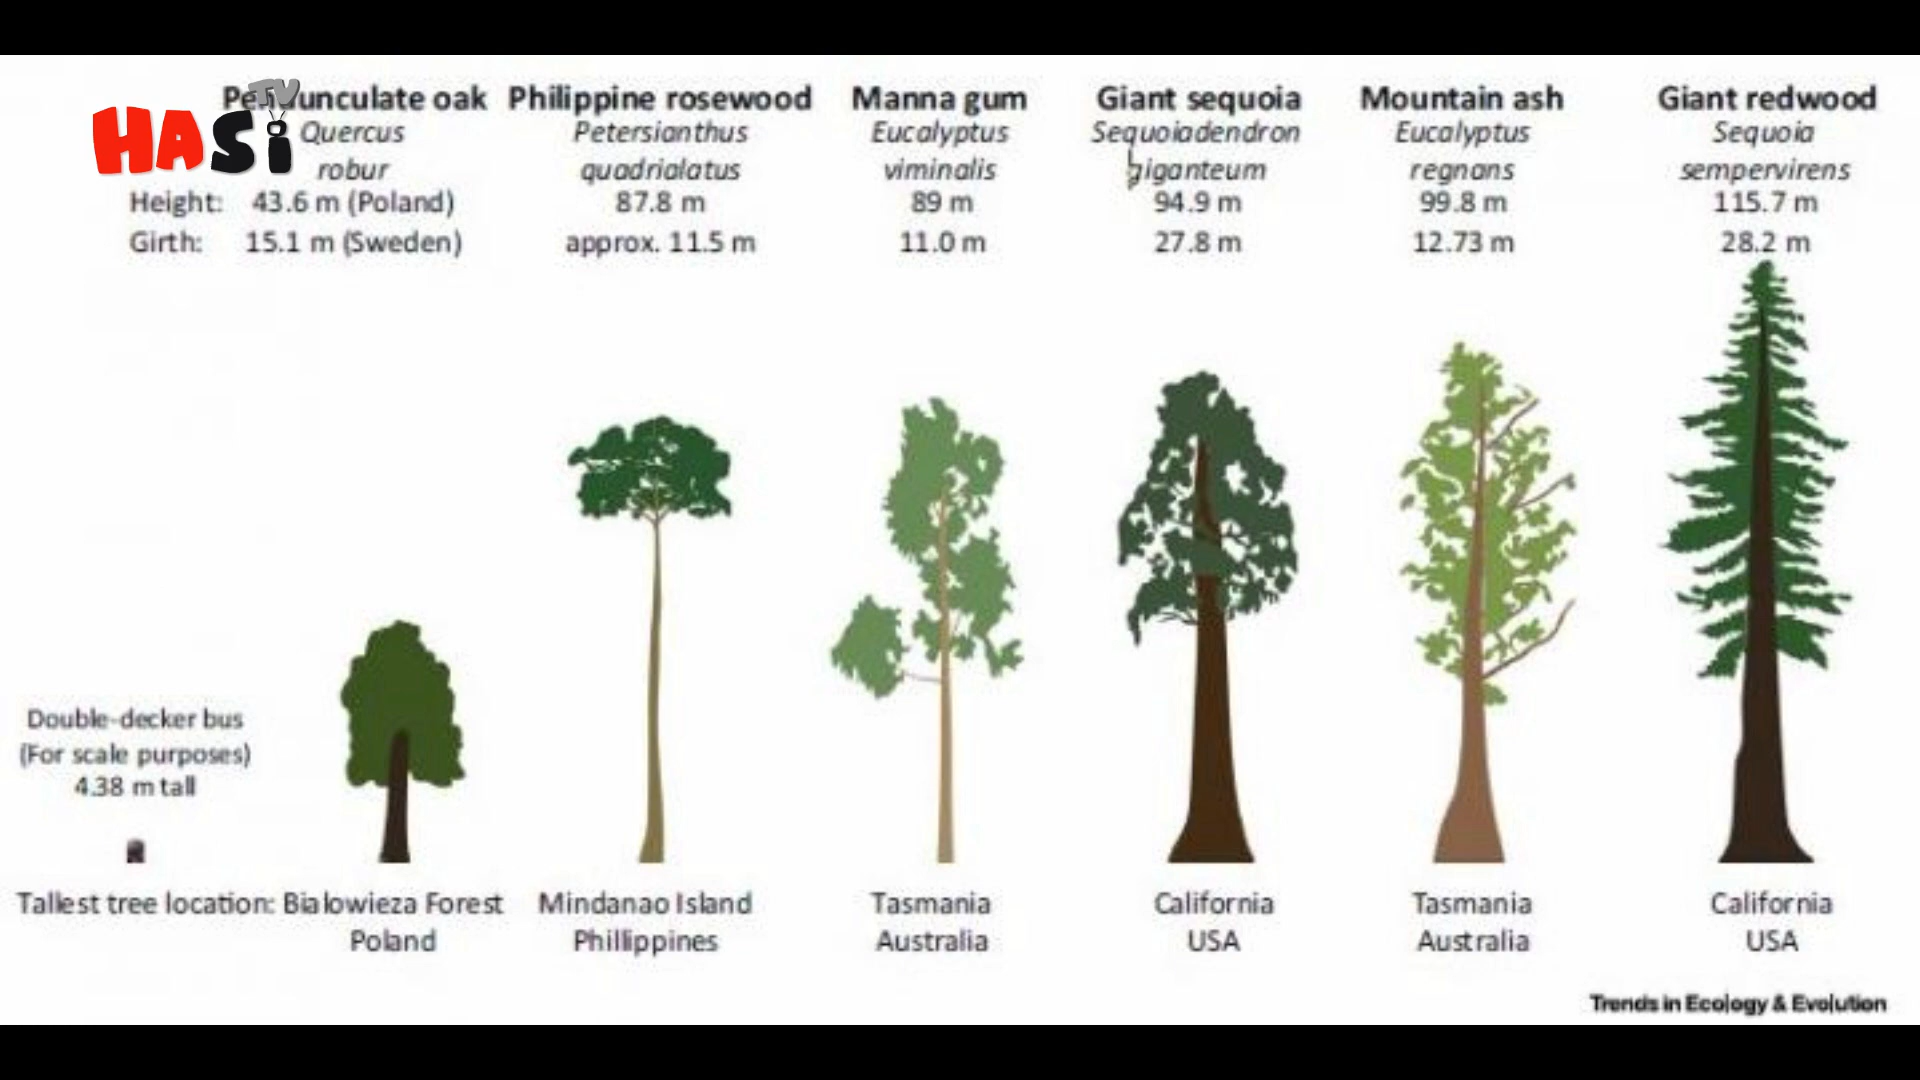 HASi TV
Pedunculate oak Philippine rosewood Manna gum Giant sequoia Mountain ash Giant redwood
Quercus Petersianthus Eucalyptus Sequoiadendron Eucalyptus Sequoia
robur quadrialatus viminalis giganteum regnans sempervirens
Height: 43.6 m (Poland) 87.8 m 89 m 94.9 m 99.8 m 115.7 m
Girth: 15.1 m (Sweden) approx. 11.5 m 11.0 m 27.8 m 12.73 m 28.2 m
Double-decker bus
(For scale purposes)
4.38 m tall
Tallest tree location: Bialowieza Forest Mindanao Island Tasmania California Tasmania California
Poland Phillippines Australia USA Australia USA
Trends in Ecology & Evolution